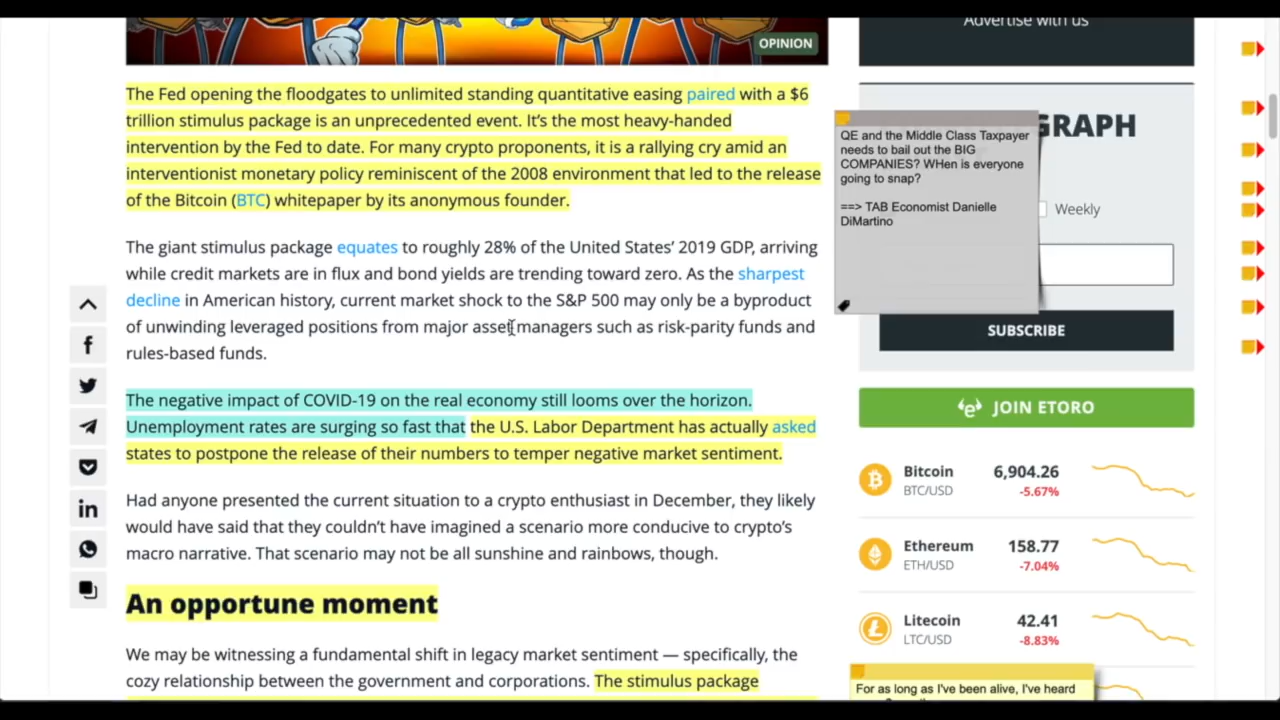 OPINION
The Fed opening the floodgates to unlimited standing quantitative easing paired with a $6
trillion stimulus package is an unprecedented event. It’s the most heavy-handed
intervention by the Fed to date. For many crypto proponents, it is a rallying cry amid an
interventionist monetary policy reminiscent of the 2008 environment that led to the release
of the Bitcoin (BTC) whitepaper by its anonymous founder.
The giant stimulus package equates to roughly 28% of the United States’ 2019 GDP, arriving
while credit markets are in flux and bond yields are trending toward zero. As the sharpest
decline in American history, current market shock to the S&P 500 may only be a byproduct
of unwinding leveraged positions from major asset managers such as risk-parity funds and
rules-based funds.
The negative impact of COVID-19 on the real economy still looms over the horizon.
Unemployment rates are surging so fast that the U.S. Labor Department has actually asked
states to postpone the release of their numbers to temper negative market sentiment.
Had anyone presented the current situation to a crypto enthusiast in December, they likely
would have said that they couldn’t have imagined a scenario more conducive to crypto’s
macro narrative. That scenario may not be all sunshine and rainbows, though.
An opportune moment
We may be witnessing a fundamental shift in legacy market sentiment — specifically, the
cozy relationship between the government and corporations. The stimulus package
Advertise with us
GRAPH
QE and the Middle Class Taxpayer
needs to bail out the BIG
COMPANIES? WHen is everyone
going to snap?
==> TAB Economist Danielle
DiMartino
Weekly
SUBSCRIBE
JOIN ETORO
Bitcoin 6,904.26
BTC/USD -5.67%
Ethereum 158.77
ETH/USD -7.04%
Litecoin 42.41
LTC/USD -8.83%
For as long as I've been alive, I've heard